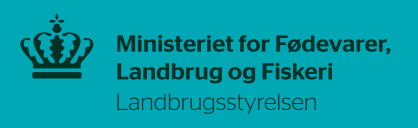 Ministeriet for Fødevarer,
Landbrug og Fiskeri
Landbrugsstyrelsen